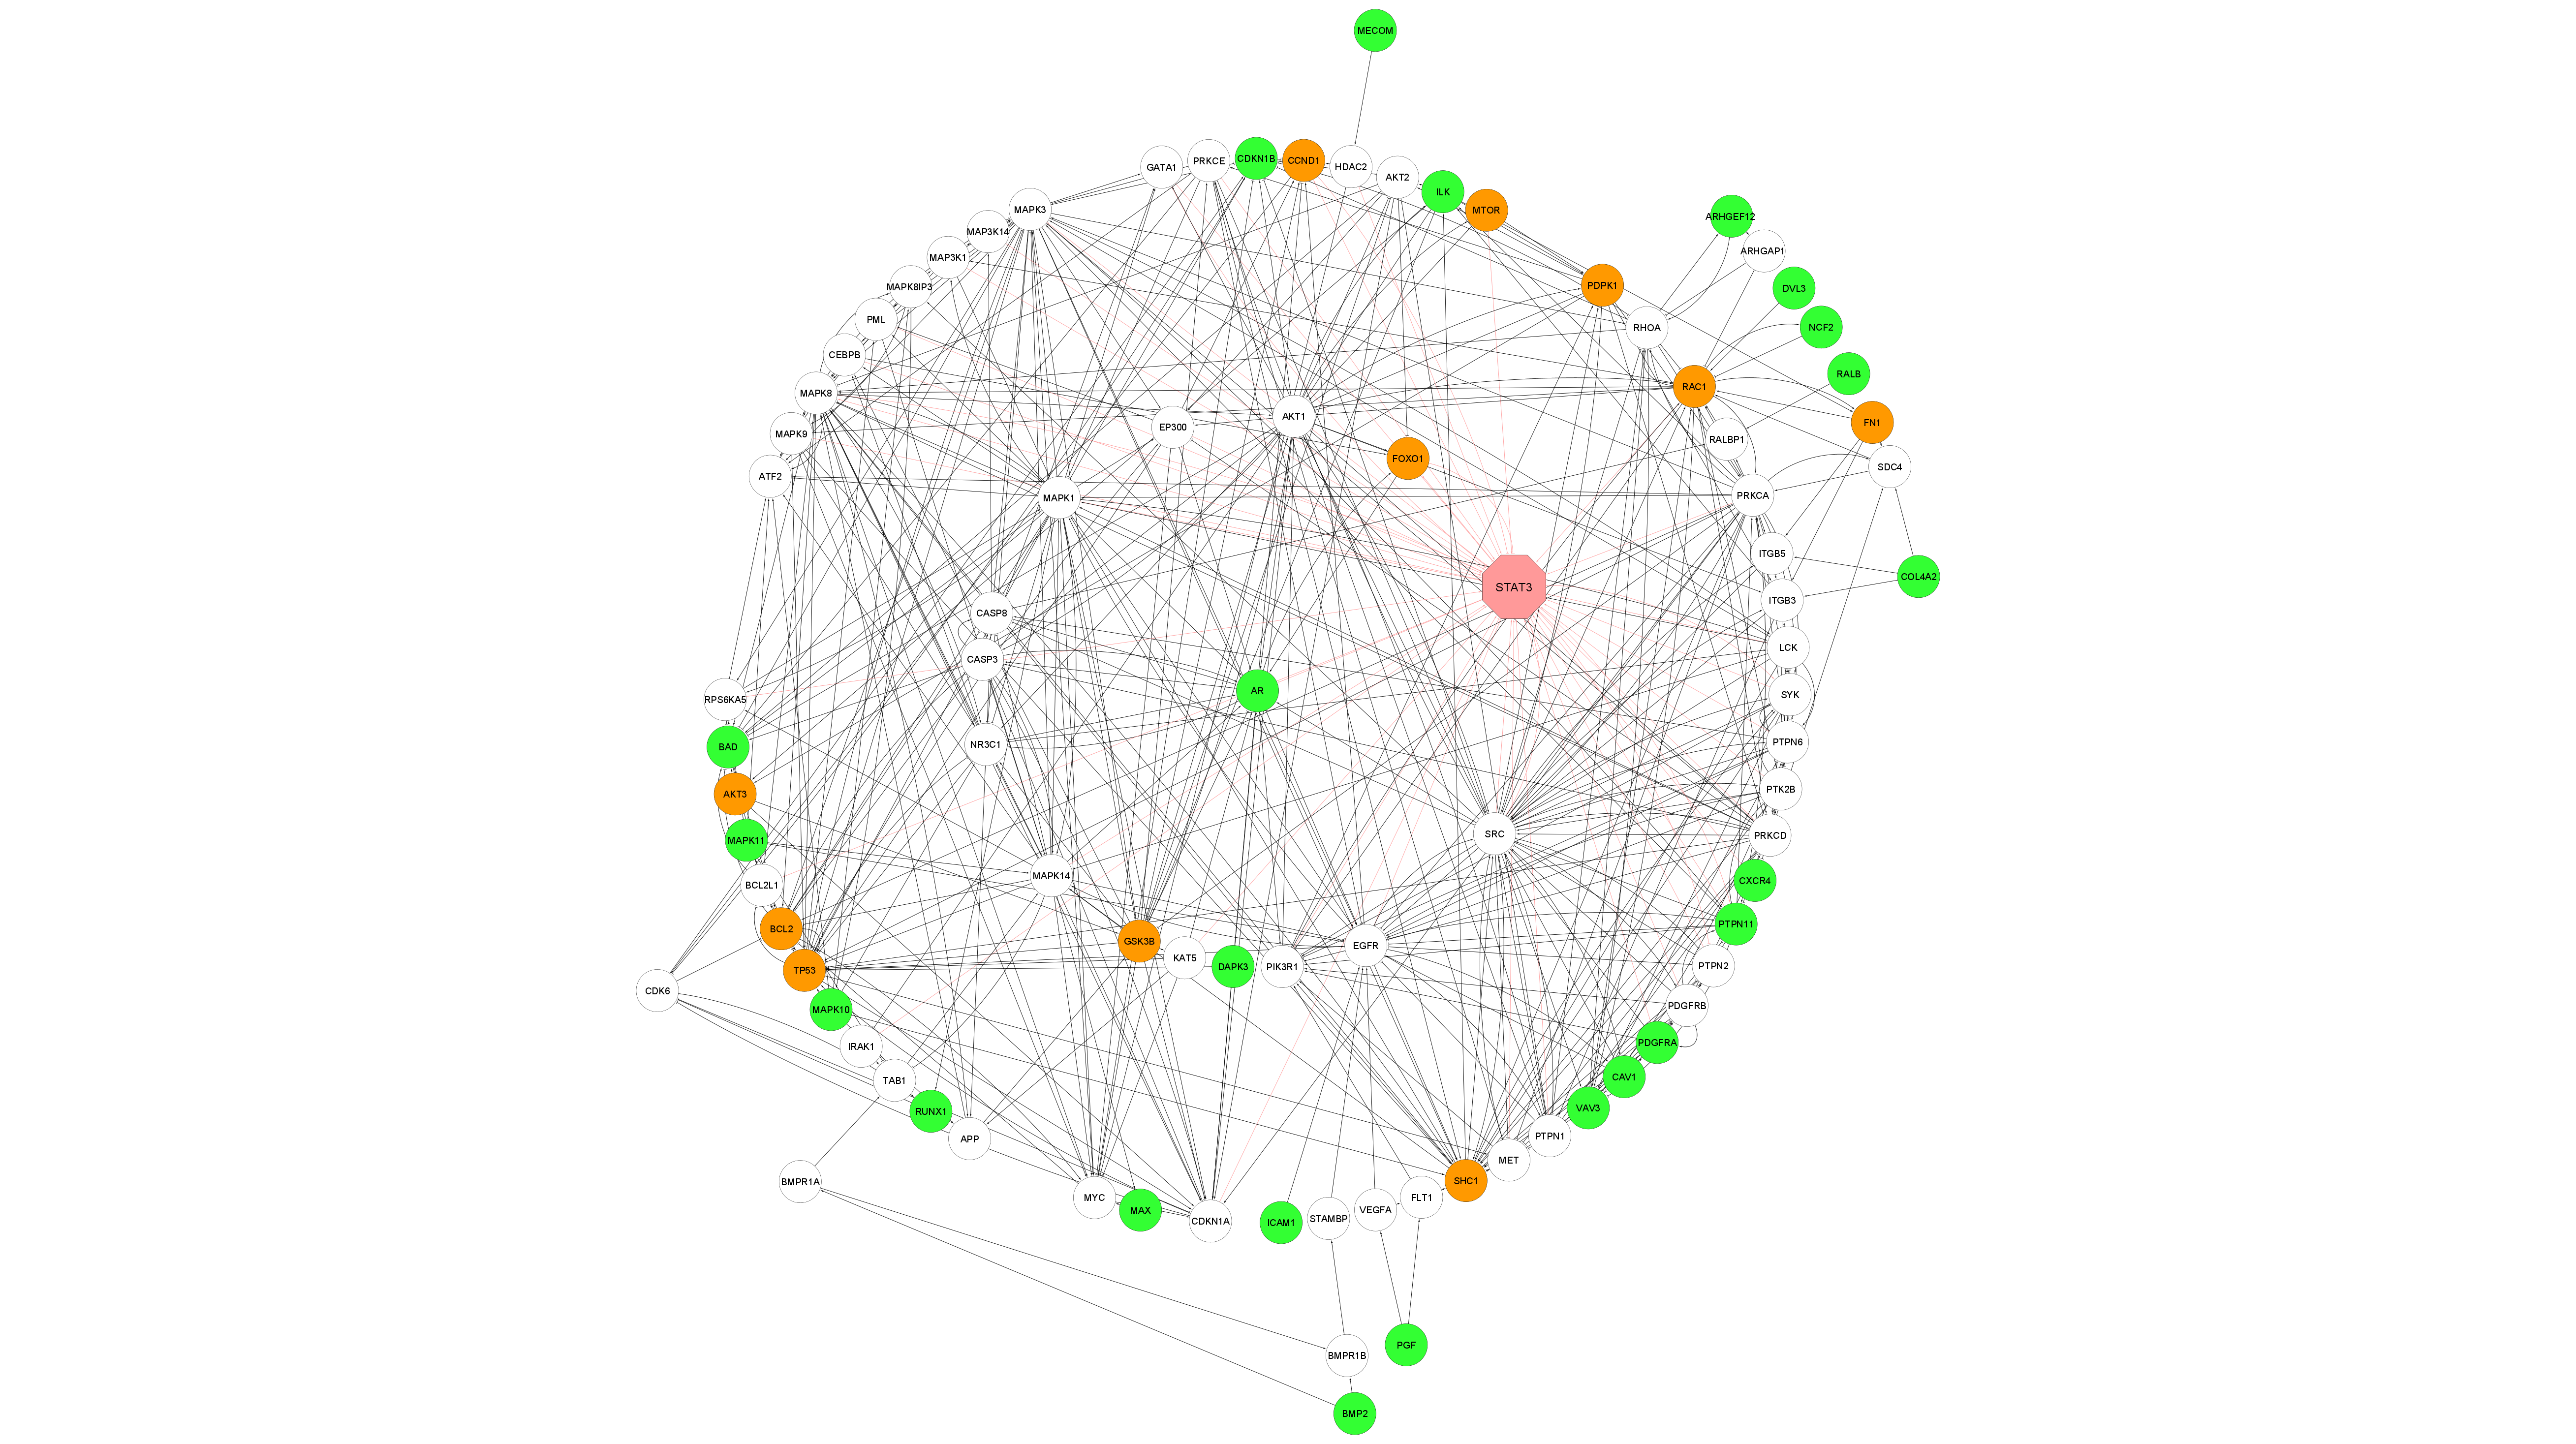 MECOM
GATA1
PRKCE
CDKN1B
CCND1
HDAC2
AKT2
ILK
MTOR
MAPK3
MAP3K14
MAP3K1
MAPK8IP3
PML
CEBPB
MAPK8
MAPK9
ATF2
ARHGEF12
ARHGAP1
DVL3
NCF2
RALB
PDPK1
RHOA
RAC1
FN1
RALBP1
SDC4
PRKCA
EP300
AKT1
FOXO1
MAPK1
STAT3
ITGB5
COL4A2
ITGB3
CASP8
LCK
CASP3
AR
SYK
RPS6KA5
BAD
NR3C1
PTPN6
AKT3
PTK2B
MAPK11
SRC
PRKCD
BCL2L1
MAPK14
CXCR4
BCL2
PTPN11
GSK3B
KAT5
DAPK3
PIK3R1
EGFR
PTPN2
TP53
CDK6
MAPK10
PDGFRB
IRAK1
PDGFRA
TAB1
CAV1
RUNX1
VAV3
APP
PTPN1
MET
BMPR1A
SHC1
MYC
MAX
CDKN1A
ICAM1
STAMBP
VEGFA
FLT1
BMPR1B
PGF
BMP2